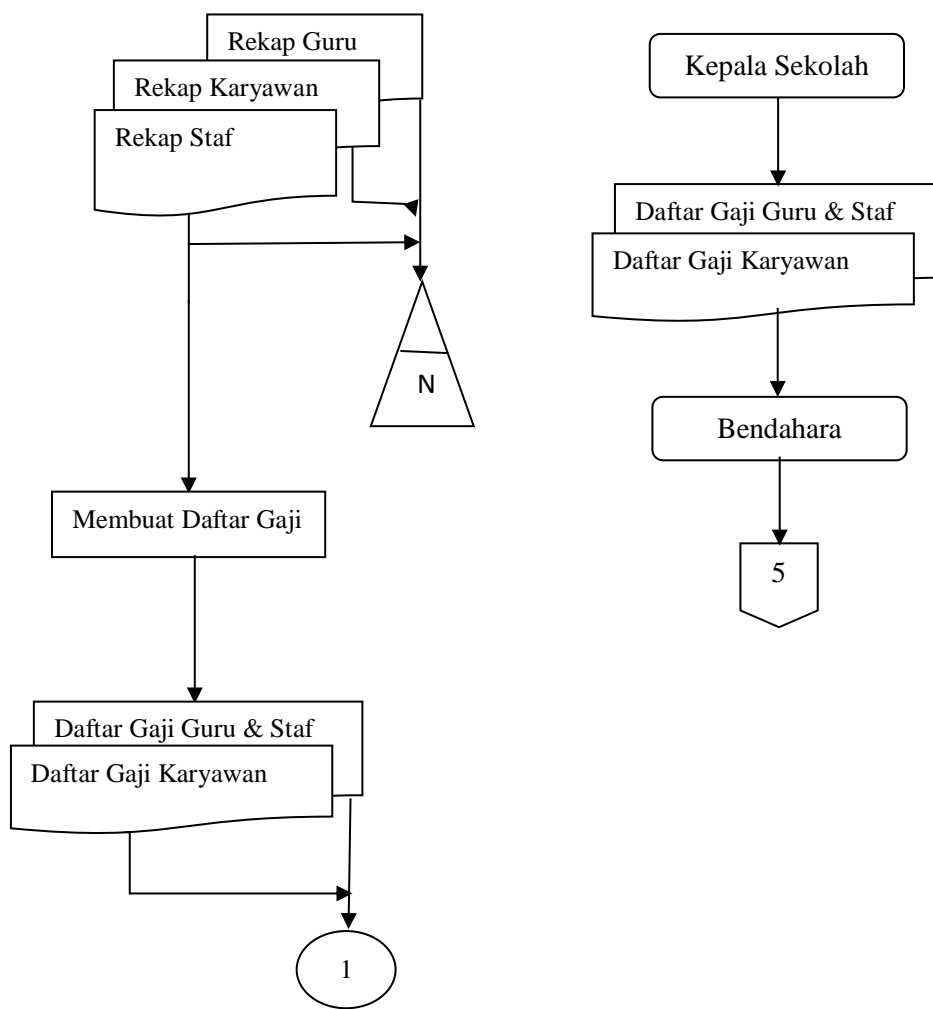 Rekap Guru
Rekap Karyawan
Rekap Staf
N
Membuat Daftar Gaji
Daftar Gaji Guru & Staf
Daftar Gaji Karyawan
1
Kepala Sekolah
Daftar Gaji Guru & Staf
Daftar Gaji Karyawan
Bendahara
5